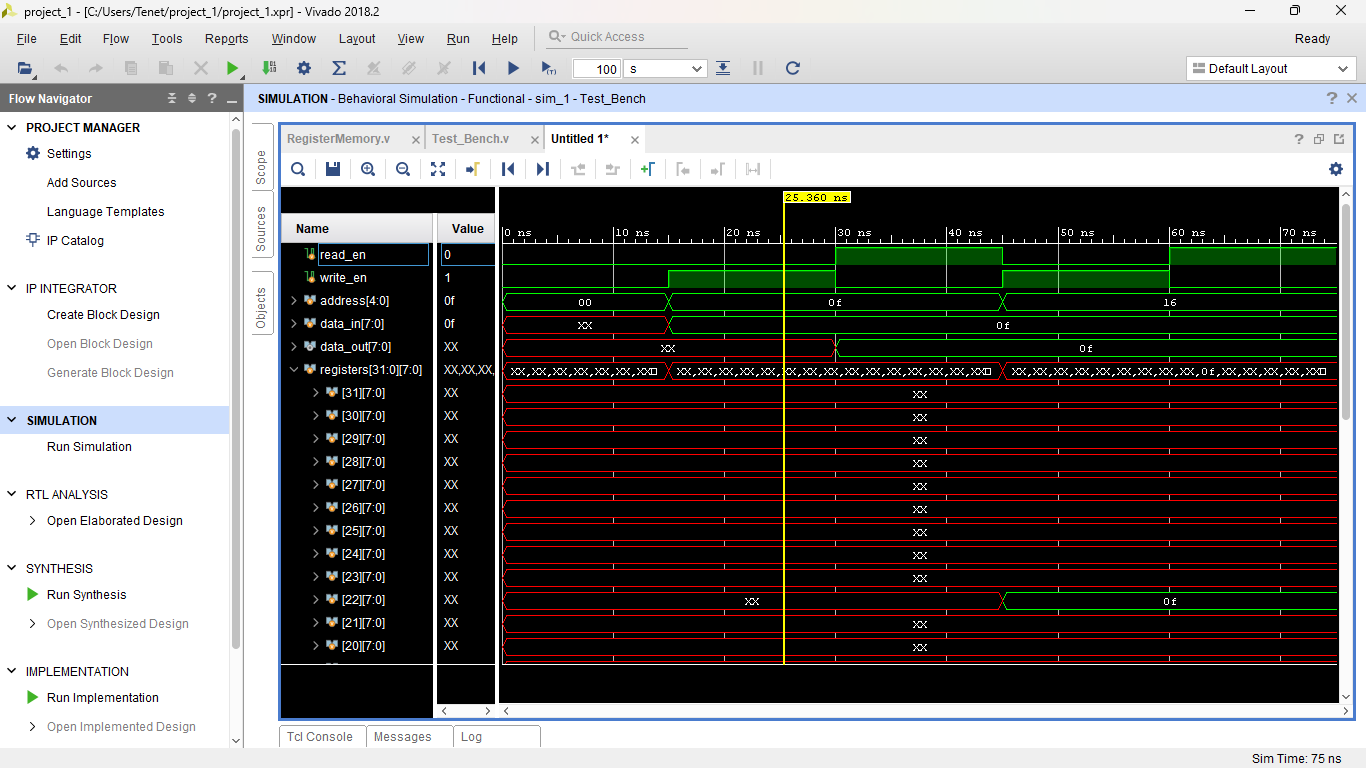 project_1 - [C:/Users/Tenet/project_1/project_1.xpr] - Vivado 2018.2
File Edit Flow Tools Reports Window Layout View Run Help Quick Access Ready
100 s Default Layout
Flow Navigator
PROJECT MANAGER
Settings
Add Sources
Language Templates
IP Catalog
IP INTEGRATOR
Create Block Design
Open Block Design
Generate Block Design
SIMULATION
Run Simulation
RTL ANALYSIS
Open Elaborated Design
SYNTHESIS
Run Synthesis
Open Synthesized Design
IMPLEMENTATION
Run Implementation
Open Implemented Design
SIMULATION - Behavioral Simulation - Functional - sim_1 - Test_Bench
Scope
Sources
Objects
RegisterMemory.v Test_Bench.v Untitled 1*
25.360 ns
Name Value 0 ns 10 ns 20 ns 30 ns 40 ns 50 ns 60 ns 70 ns
read_en 0
write_en 1
address[4:0] 0f 00 0f 16
data_in[7:0] 0f XX 0f
data_out[7:0] XX XX 0f
registers[31:0][7:0] XX,XX,XX, XX,XX,XX,XX,XX,XX,XX XX,XX,XX,XX,XX,XX,XX,XX,XX,XX,XX,XX,XX,XX,XX XX,XX,XX,XX,XX,XX,XX,XX,XX,0f,XX,XX,XX,XX,XX
[31][7:0] XX XX
[30][7:0] XX XX
[29][7:0] XX XX
[28][7:0] XX XX
[27][7:0] XX XX
[26][7:0] XX XX
[25][7:0] XX XX
[24][7:0] XX XX
[23][7:0] XX XX
[22][7:0] XX XX 0f
[21][7:0] XX XX
[20][7:0] XX XX
Tcl Console Messages Log
Sim Time: 75 ns